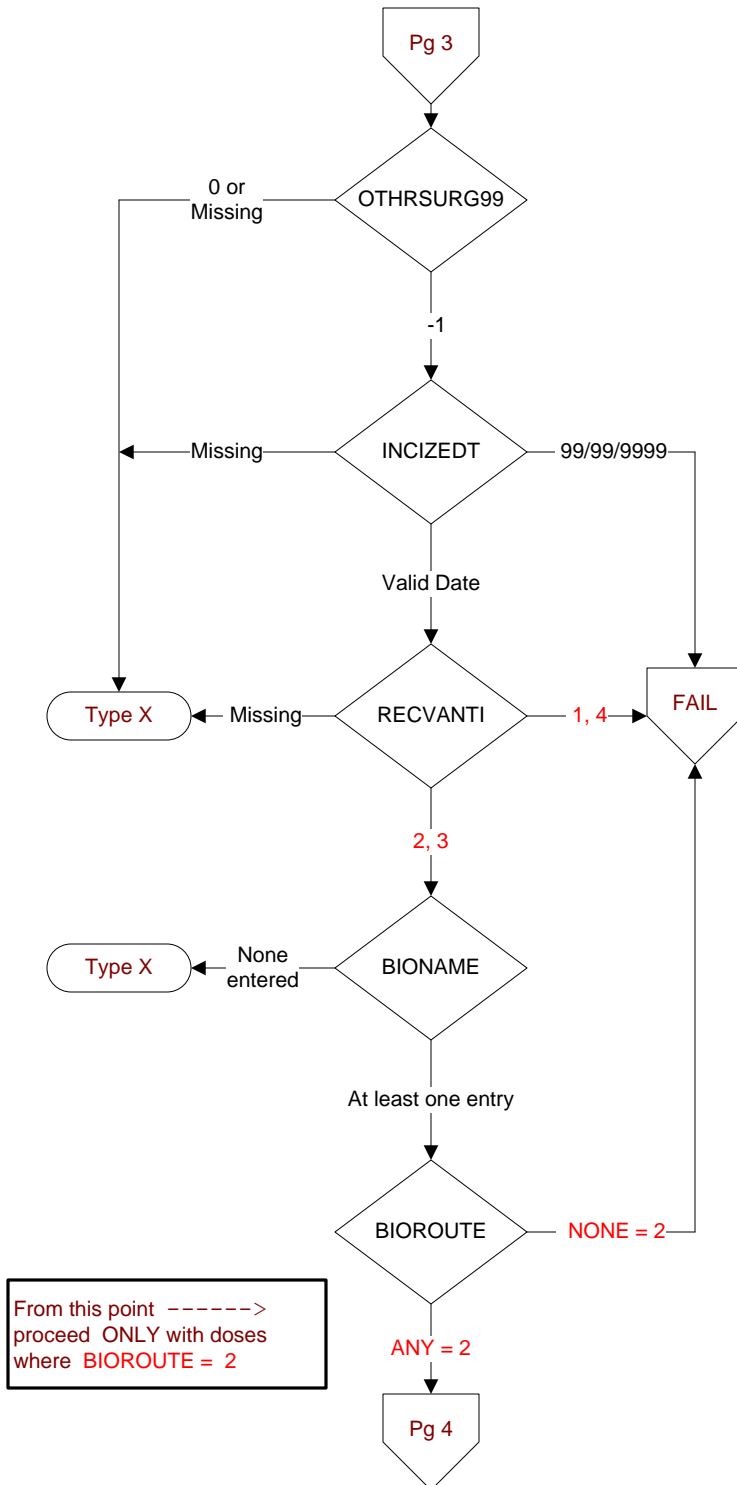 Pg 3
OTHRSURG99
0 or
Missing
-1
INCIZEDT
Missing
99/99/9999
Valid Date
RECVANTI
Missing
Type X
1, 4
FAIL
2, 3
BIONAME
None
entered
Type X
At least one entry
BIOROUTE
NONE = 2
From this point ------>
proceed ONLY with doses
where BIOROUTE = 2
ANY = 2
Pg 4